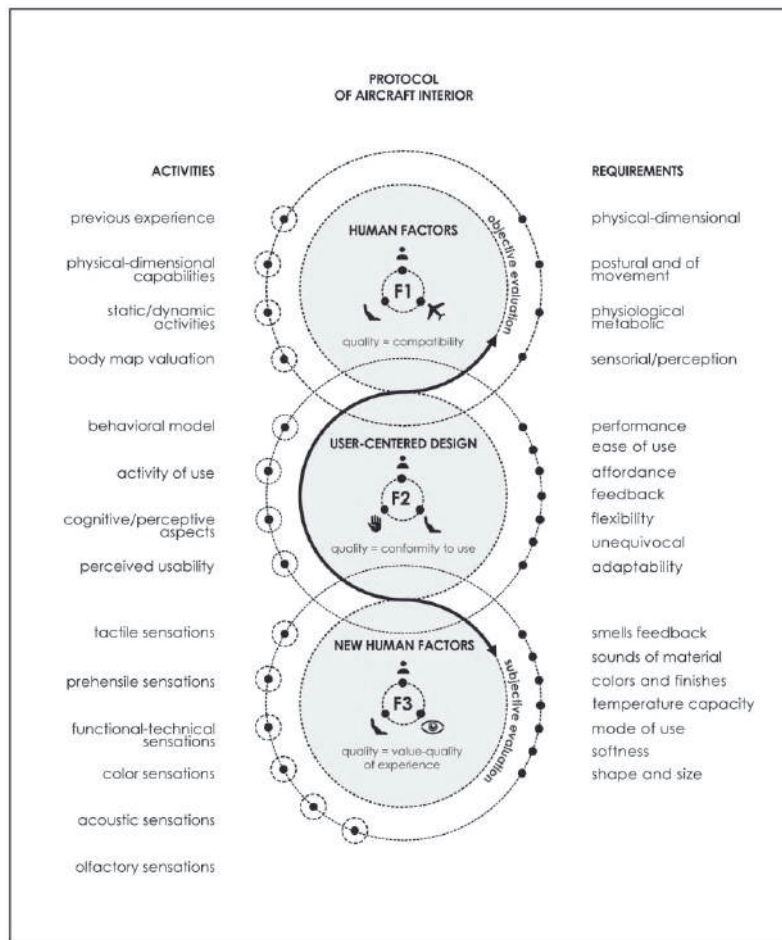 PROTOCOL
OF AIRCRAFT INTERIOR
ACTIVITIES
previous experience
physical-dimensional
capabilities
static/dynamic
activities
body map valuation
behavioral model
activity of use
cognitive/perceptive
aspects
perceived usability
tactile sensations
prehensile sensations
functional-technical
sensations
color sensations
acoustic sensations
olfactory sensations
HUMAN FACTORS
F1
quality = compatibility
objective evaluation
USER-CENTERED DESIGN
F2
quality = conformity to use
NEW HUMAN FACTORS
F3
quality = value-quality
of experience
subjective evaluation
REQUIREMENTS
physical-dimensional
postural and of
movement
physiological
metabolic
sensorial/perception
performance
ease of use
affordance
feedback
flexibility
unequivocal
adaptability
smells feedback
sounds of material
colors and finishes
temperature capacity
mode of use
softness
shape and size